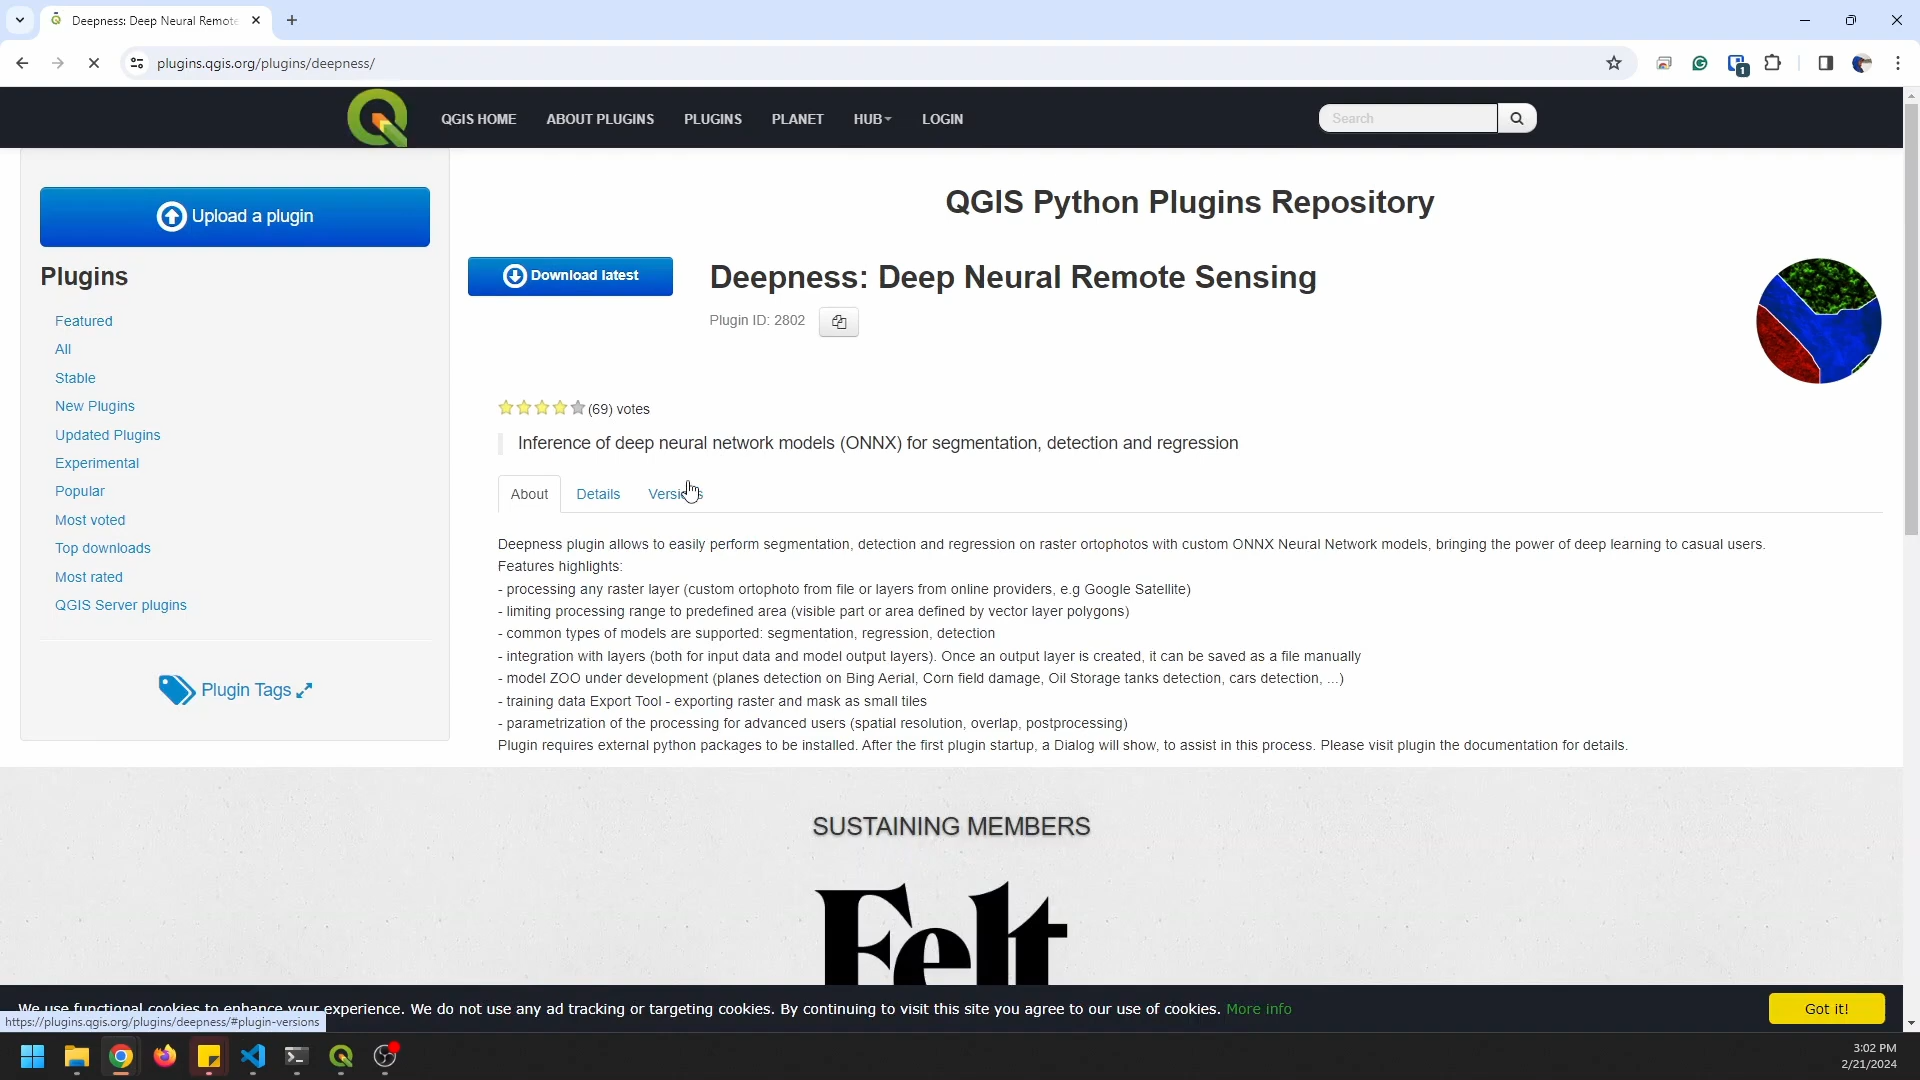 Deepness: Deep Neural Remote
plugins.qgis.org/plugins/deepness/
1
QGIS HOME ABOUT PLUGINS PLUGINS PLANET HUB LOGIN
Search
Upload a plugin
Plugins
Featured
All
Stable
New Plugins
Updated Plugins
Experimental
Popular
Most voted
Top downloads
Most rated
QGIS Server plugins
Plugin Tags
QGIS Python Plugins Repository
Download latest
Deepness: Deep Neural Remote Sensing
Plugin ID: 2802
(69) votes
Inference of deep neural network models (ONNX) for segmentation, detection and regression
About Details Versions
Deepness plugin allows to easily perform segmentation, detection and regression on raster ortophotos with custom ONNX Neural Network models, bringing the power of deep learning to casual users.
Features highlights:
- processing any raster layer (custom ortophoto from file or layers from online providers, e.g Google Satellite)
- limiting processing range to predefined area (visible part or area defined by vector layer polygons)
- common types of models are supported: segmentation, regression, detection
- integration with layers (both for input data and model output layers). Once an output layer is created, it can be saved as a file manually
- model ZOO under development (planes detection on Bing Aerial, Corn field damage, Oil Storage tanks detection, cars detection, ...)
- training data Export Tool - exporting raster and mask as small tiles
- parametrization of the processing for advanced users (spatial resolution, overlap, postprocessing)
Plugin requires external python packages to be installed. After the first plugin startup, a Dialog will show, to assist in this process. Please visit plugin the documentation for details.
SUSTAINING MEMBERS
Felt
We use functional cookies to enhance your experience. We do not use any ad tracking or targeting cookies. By continuing to visit this site you agree to our use of cookies. More info
Got it!
https://plugins.qgis.org/plugins/deepness/#plugin-versions
3:02 PM
2/21/2024